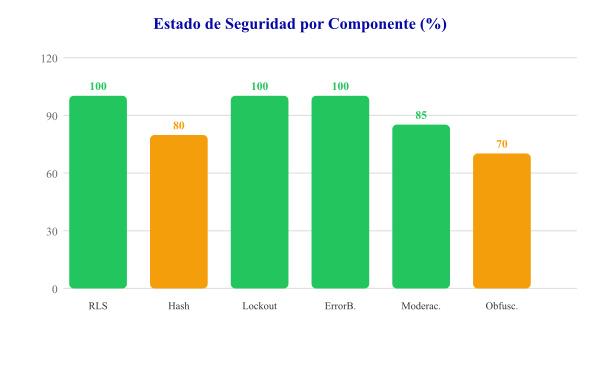 Estado de Seguridad por Componente (%)
120
90
60
30
0
100
80
100
100
85
70
RLS
Hash
Lockout
ErrorB.
Moderac.
Obfusc.